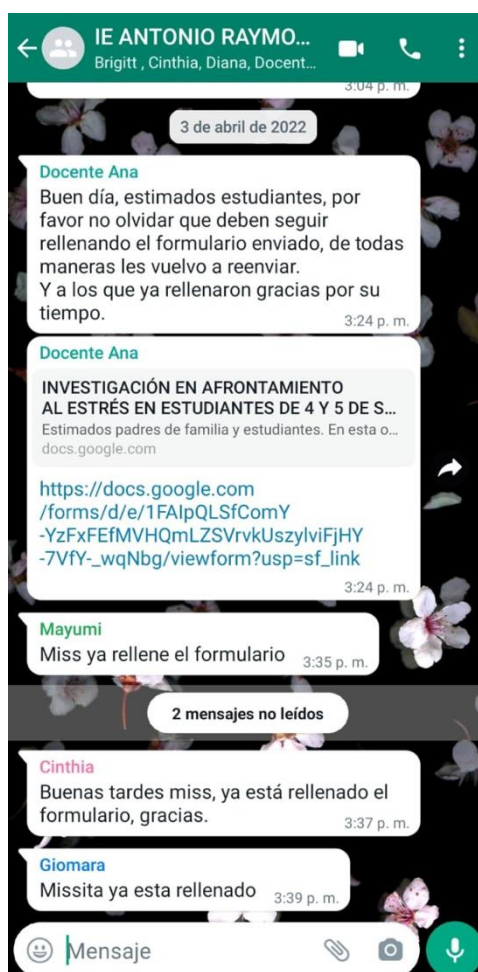 IE ANTONIO RAYMO...
Brigitt , Cinthia, Diana, Docent...
3:04 p. m.
3 de abril de 2022
Docente Ana
Buen día, estimados estudiantes, por
favor no olvidar que deben seguir
rellenando el formulario enviado, de todas
maneras les vuelvo a reenviar.
Y a los que ya rellenaron gracias por su
tiempo.
3:24 p. m.
Docente Ana
INVESTIGACIÓN EN AFRONTAMIENTO
AL ESTRÉS EN ESTUDIANTES DE 4 Y 5 DE S...
Estimados padres de familia y estudiantes. En esta o...
docs.google.com
https://docs.google.com
/forms/d/e/1FAIpQLSfComY
-YzFxFEfMVHQmLZSVrvkUszylviFjHY
-7VfY-_wqNbg/viewform?usp=sf_link
3:24 p. m.
Mayumi
Miss ya rellene el formulario
3:35 p. m.
2 mensajes no leídos
Cinthia
Buenas tardes miss, ya está rellenado el
formulario, gracias.
3:37 p. m.
Giomara
Missita ya esta rellenado
3:39 p. m.
Mensaje